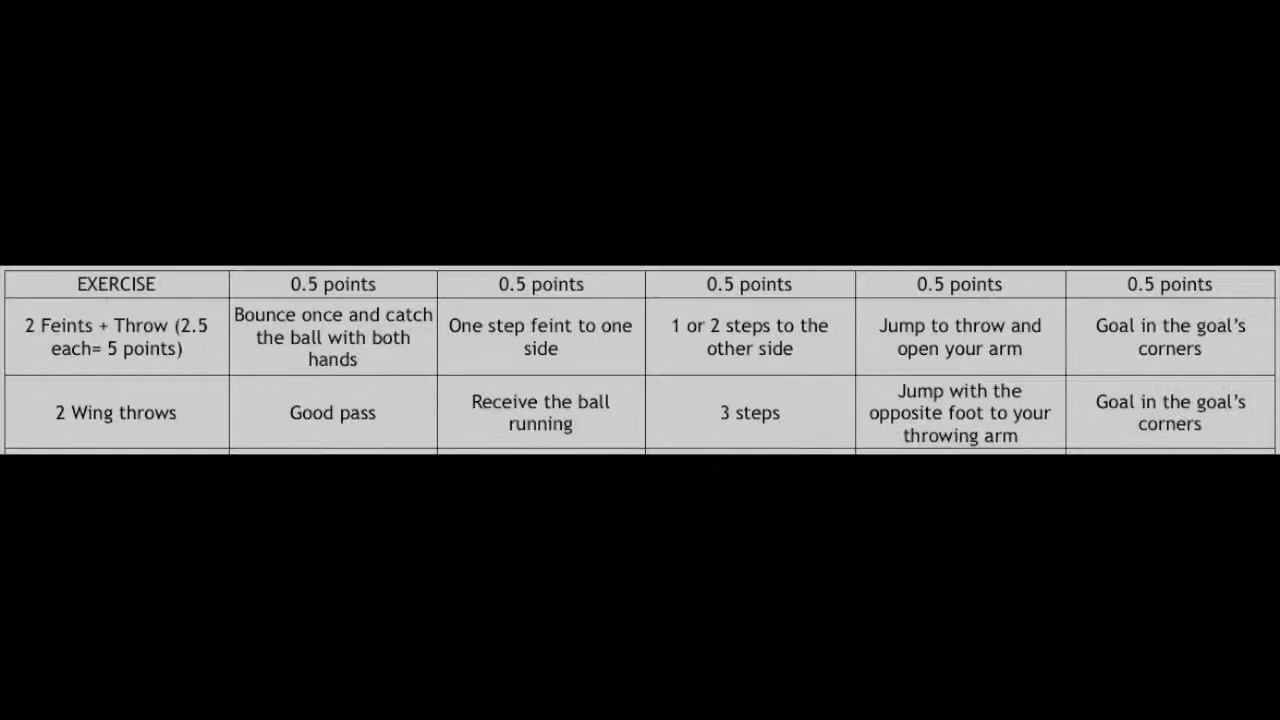 EXERCISE
0.5 points
0.5 points
0.5 points
0.5 points
0.5 points
2 Feints + Throw (2.5
each= 5 points)
Bounce once and catch
the ball with both
hands
One step feint to one
side
1 or 2 steps to the
other side
Jump to throw and
open your arm
Goal in the goal’s
corners
2 Wing throws
Good pass
Receive the ball
running
3 steps
Jump with the
opposite foot to your
throwing arm
Goal in the goal’s
corners